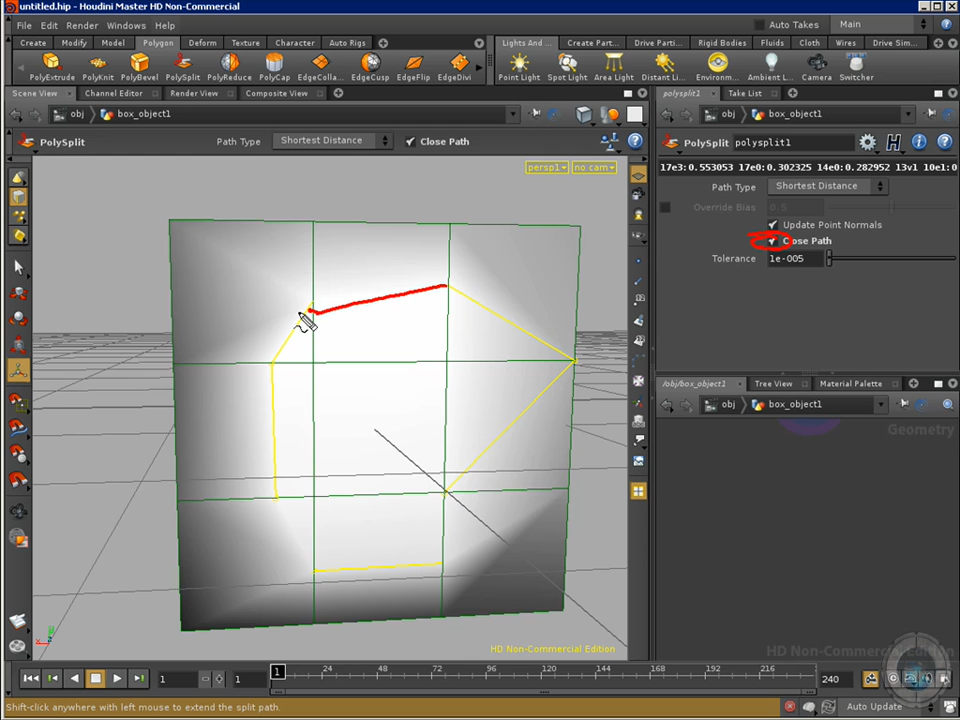 untitled.hip - Houdini Master HD Non-Commercial
File Edit Render Windows Help
Auto Takes Main
Create Modify Model Polygon Deform Texture Character Auto Rigs
Lights And ... Create Part... Drive Parti... Rigid Bodies Fluids Cloth Wires Drive Sim...
PolyExtrude PolyKnit PolyBevel PolySplit PolyReduce PolyCap EdgeColla... EdgeCusp EdgeFlip EdgeDivi
Point Light Spot Light Area Light Distant Li... Environ... Ambient L... Camera Switcher
Scene View Channel Editor Render View Composite View
polysplit1 Take List
obj box_object1
obj box_object1
PolySplit Path Type Shortest Distance Close Path
PolySplit polysplit1
persp1 no cam
17e3:0.553053 17e0:0.302325 14e0:0.282952 13v1 10e1:0
Path Type Shortest Distance
Override Bias 0.5
Update Point Normals
Close Path
Tolerance 1e-005
/obj/box_object1 Tree View Material Palette
obj box_object1
Geometry
HD Non-Commercial Edition
HD Non-Commercial Edition
1 1 1 24 48 72 96 120 144 168 192 216 240
Shift-click anywhere with left mouse to extend the split path.
Auto Update